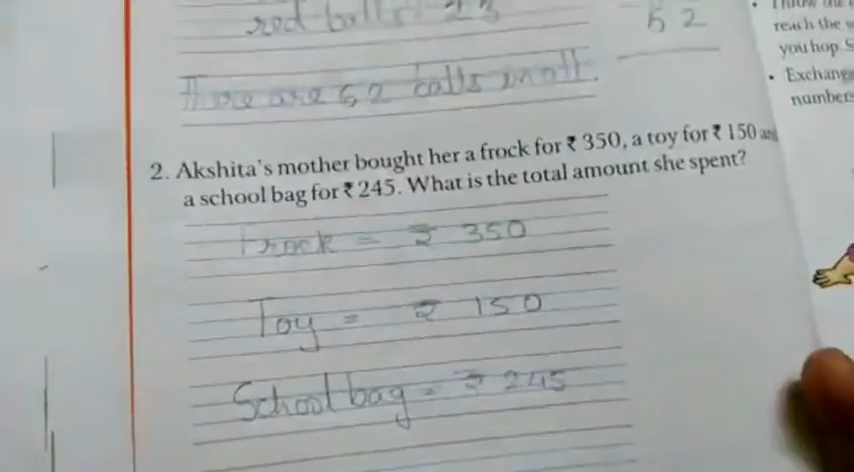 red balls 23
52
There are 52 balls in all.
reach the
you hop.
• Exchange
numbers
2. Akshita's mother bought her a frock for ₹ 350, a toy for ₹ 150 and
a school bag for ₹ 245. What is the total amount she spent?
Frock = ₹ 350
Toy = ₹ 150
School bag = ₹ 245